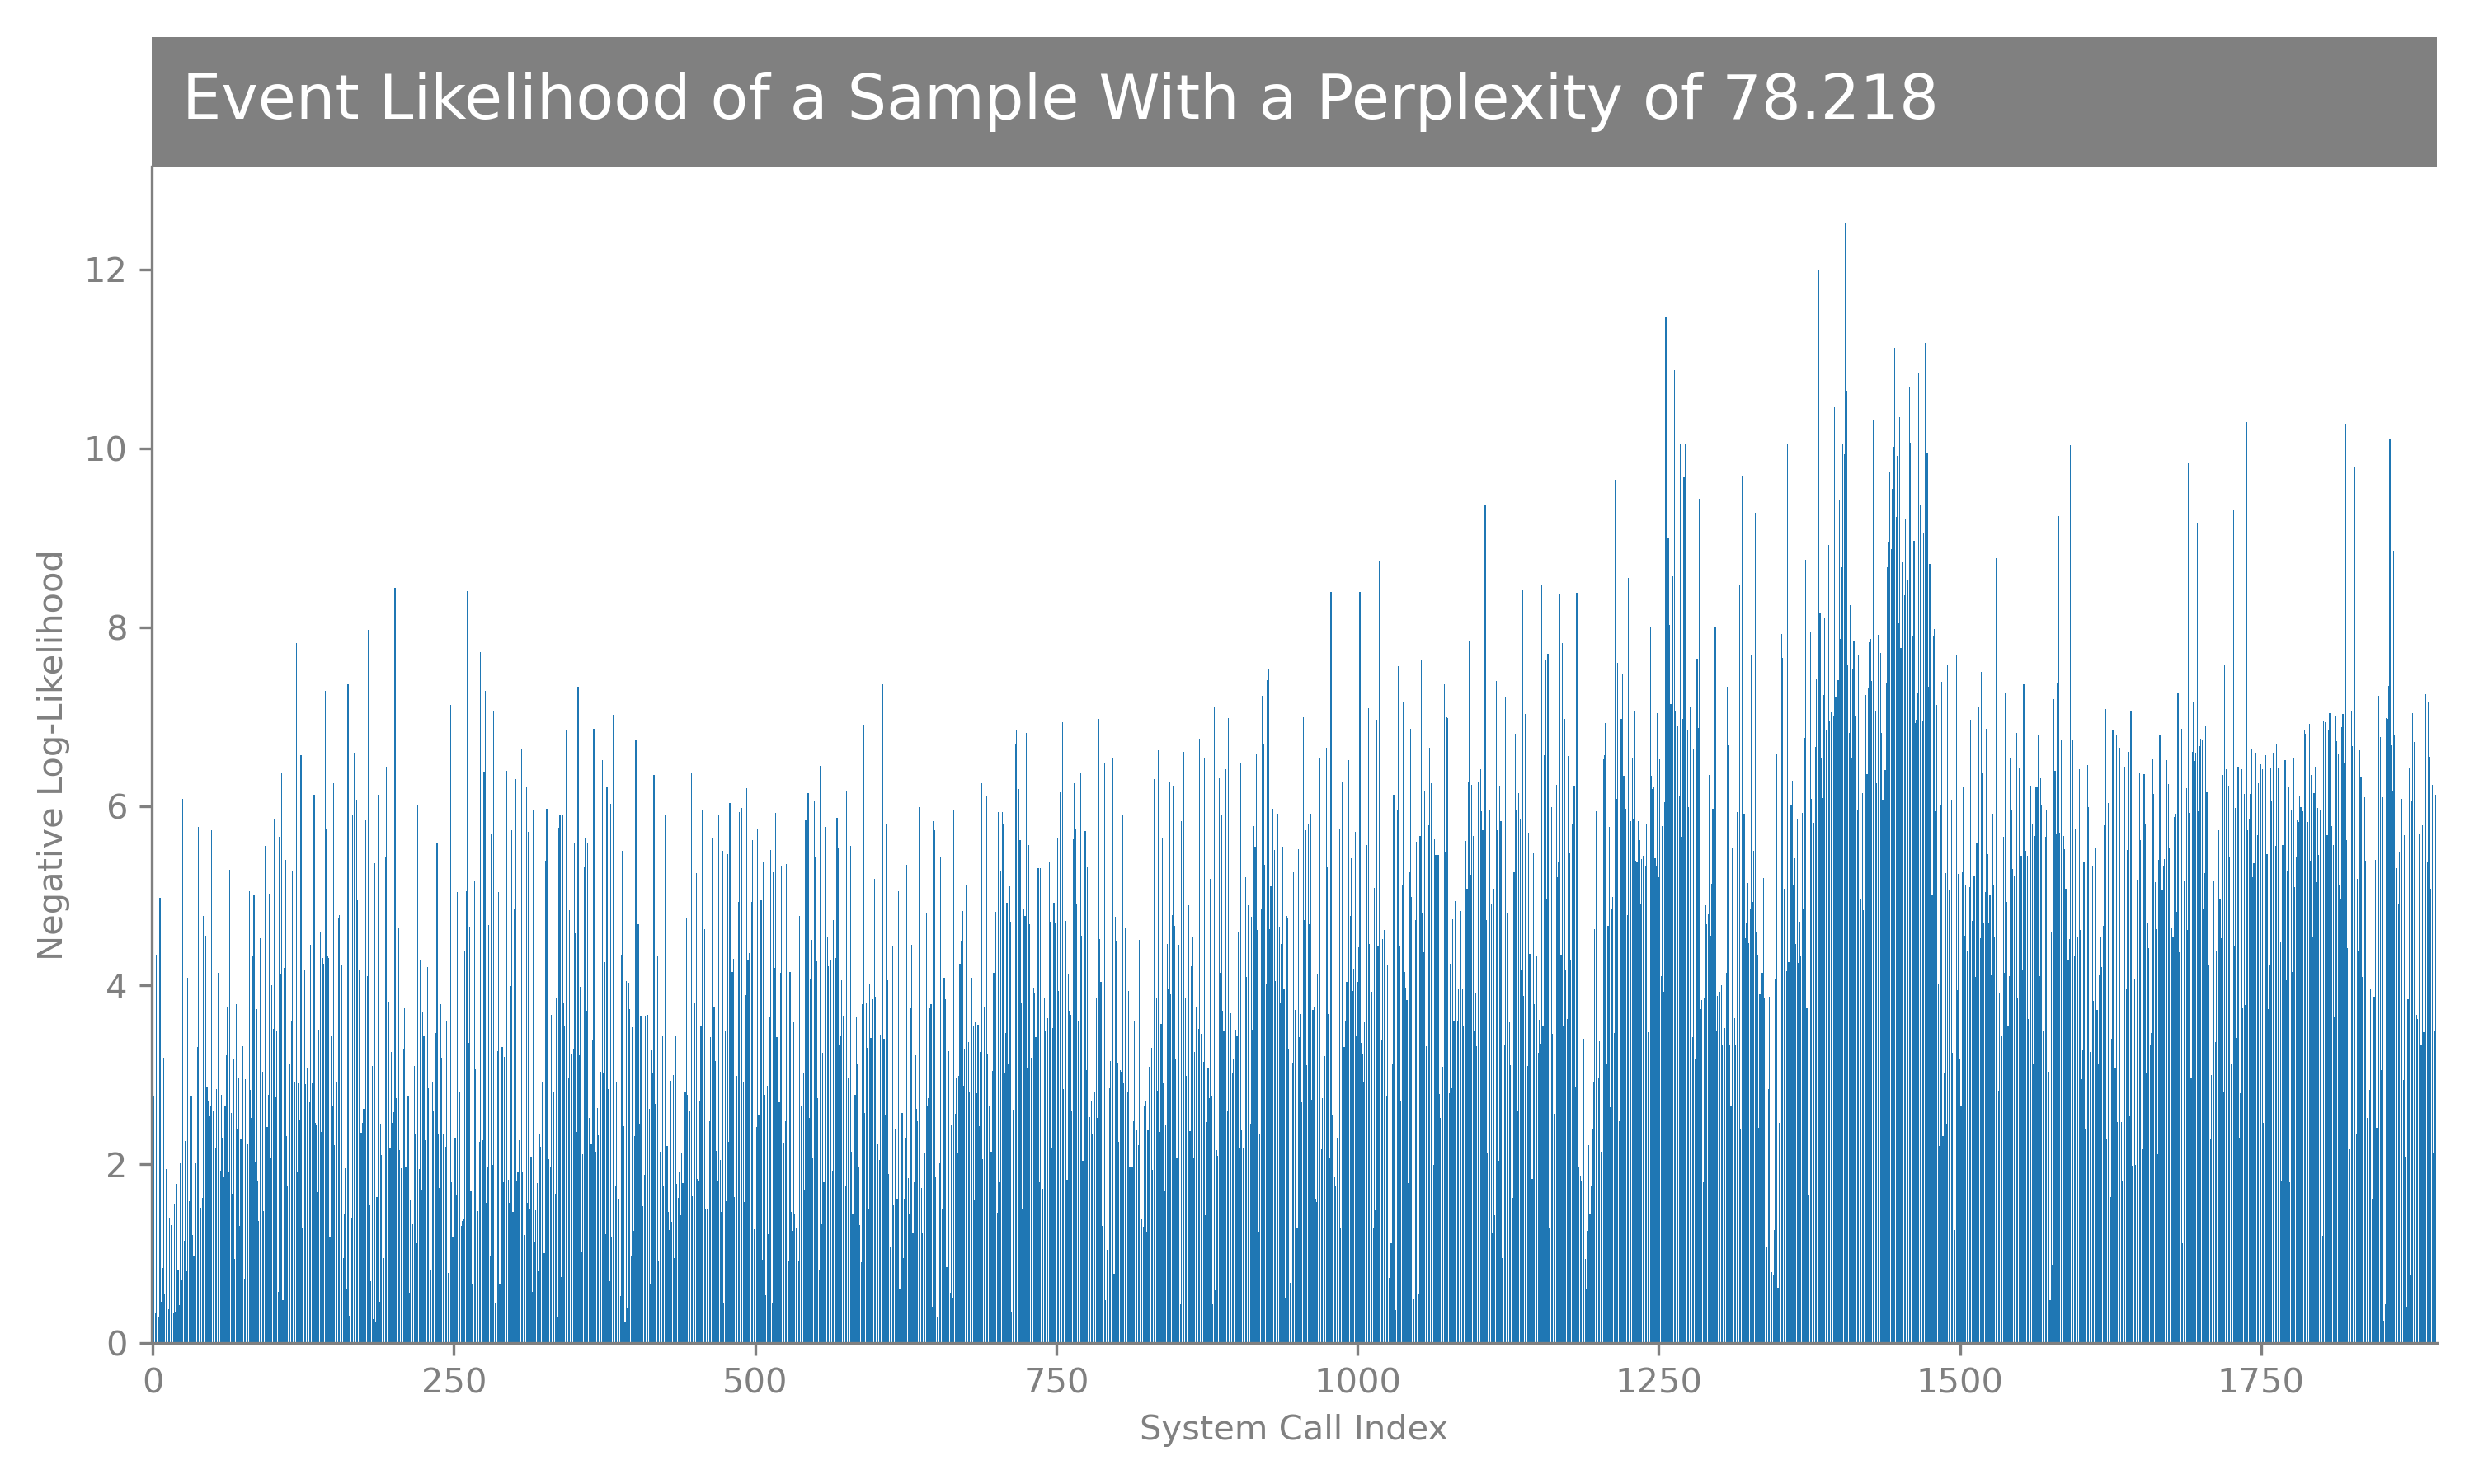 Event Likelihood of a Sample With a Perplexity of 78.218
12
10
8
6
4
2
0
Negative Log-Likelihood
0 250 500 750 1000 1250 1500 1750
System Call Index